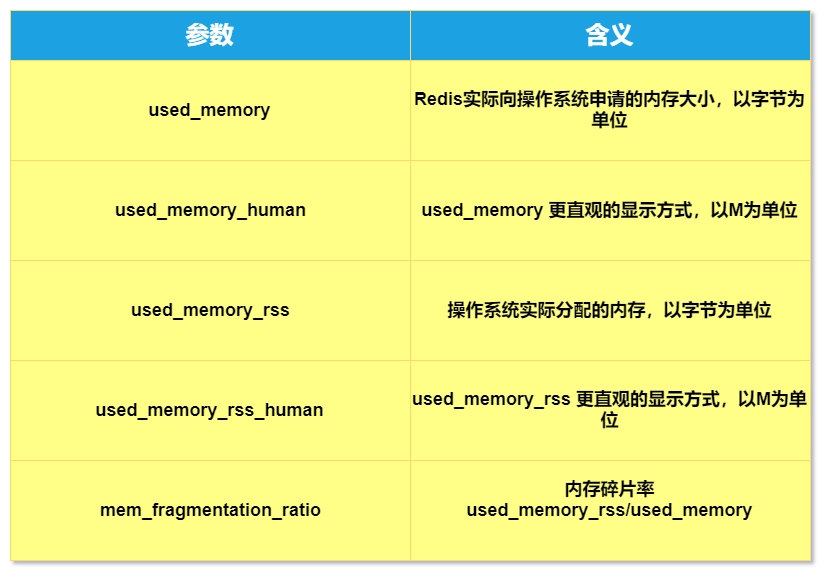 参数
含义
used_memory
Redis实际向操作系统申请的内存大小，以字节为
单位
used_memory_human
used_memory 更直观的显示方式，以M为单位
used_memory_rss
操作系统实际分配的内存，以字节为单位
used_memory_rss_human
used_memory_rss 更直观的显示方式，以M为单
位
mem_fragmentation_ratio
内存碎片率
used_memory_rss/used_memory